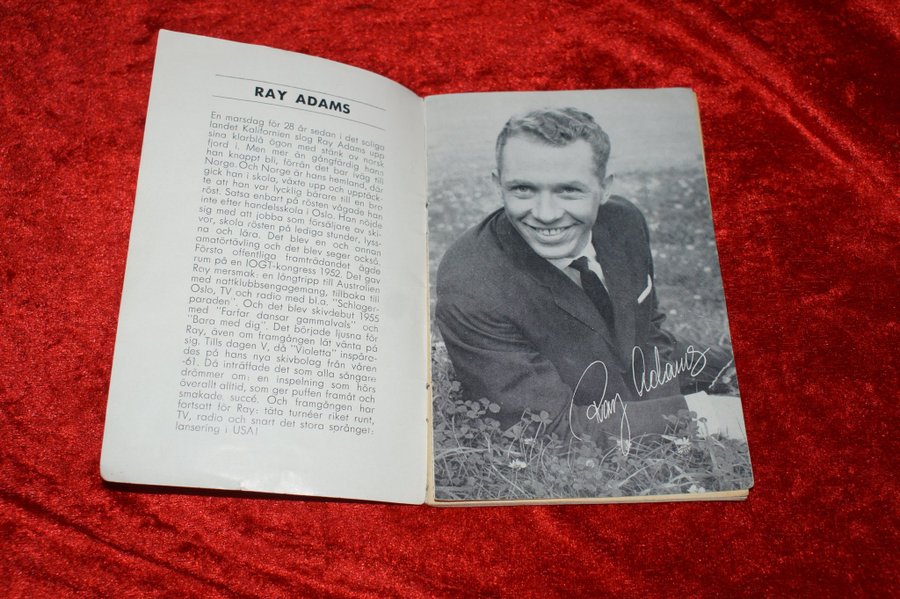 RAY ADAMS
En marsdag för 28 år sedan i det soliga
landet Kalifornien slog Ray Adams upp
sina klarblå ögon med stänk av norsk
fjord i. Men mer än gångfärdig hann
han knappt bli, förrän det bar iväg till
Norge. Och Norge är hans hemland, där
gick han i skola, växte upp och upptäck-
te att han var lycklig bärare till en bra
röst. Satsa enbart på rösten vågade han
inte efter handelsskola i Oslo. Han nöjde
sig med att jobba som försäljare av ski-
vor, skola rösten på lediga stunder, lyss-
na och lära. Det blev en och annan
amatörtävling och det blev seger också.
Första offentliga framträdandet ägde
rum på en IOGT-kongress 1952. Det gav
Ray mersmak: en långtripp till Australien
med nattklubbsengagemang, tillbaka till
Oslo, TV och radio med bl.a. "Schlager-
paraden". Och det blev skivdebut 1955
med "Farfar dansar gammalvals" och
"Bara med dig". Det började ljusna för
Ray, även om framgången lät vänta på
sig. Tills dagen V, då "Violetta" inspela-
des på hans nya skivbolag från våren
-61. Då inträffade det som alla sångare
drömmer om: en inspelning som hörs
överallt alltid, som ger puffen framåt och
smakade, succé. Och framgången har
fortsatt för Ray: täta turnéer riket runt,
TV, radio och snart det stora språnget:
lansering i USA!
Ray Adams